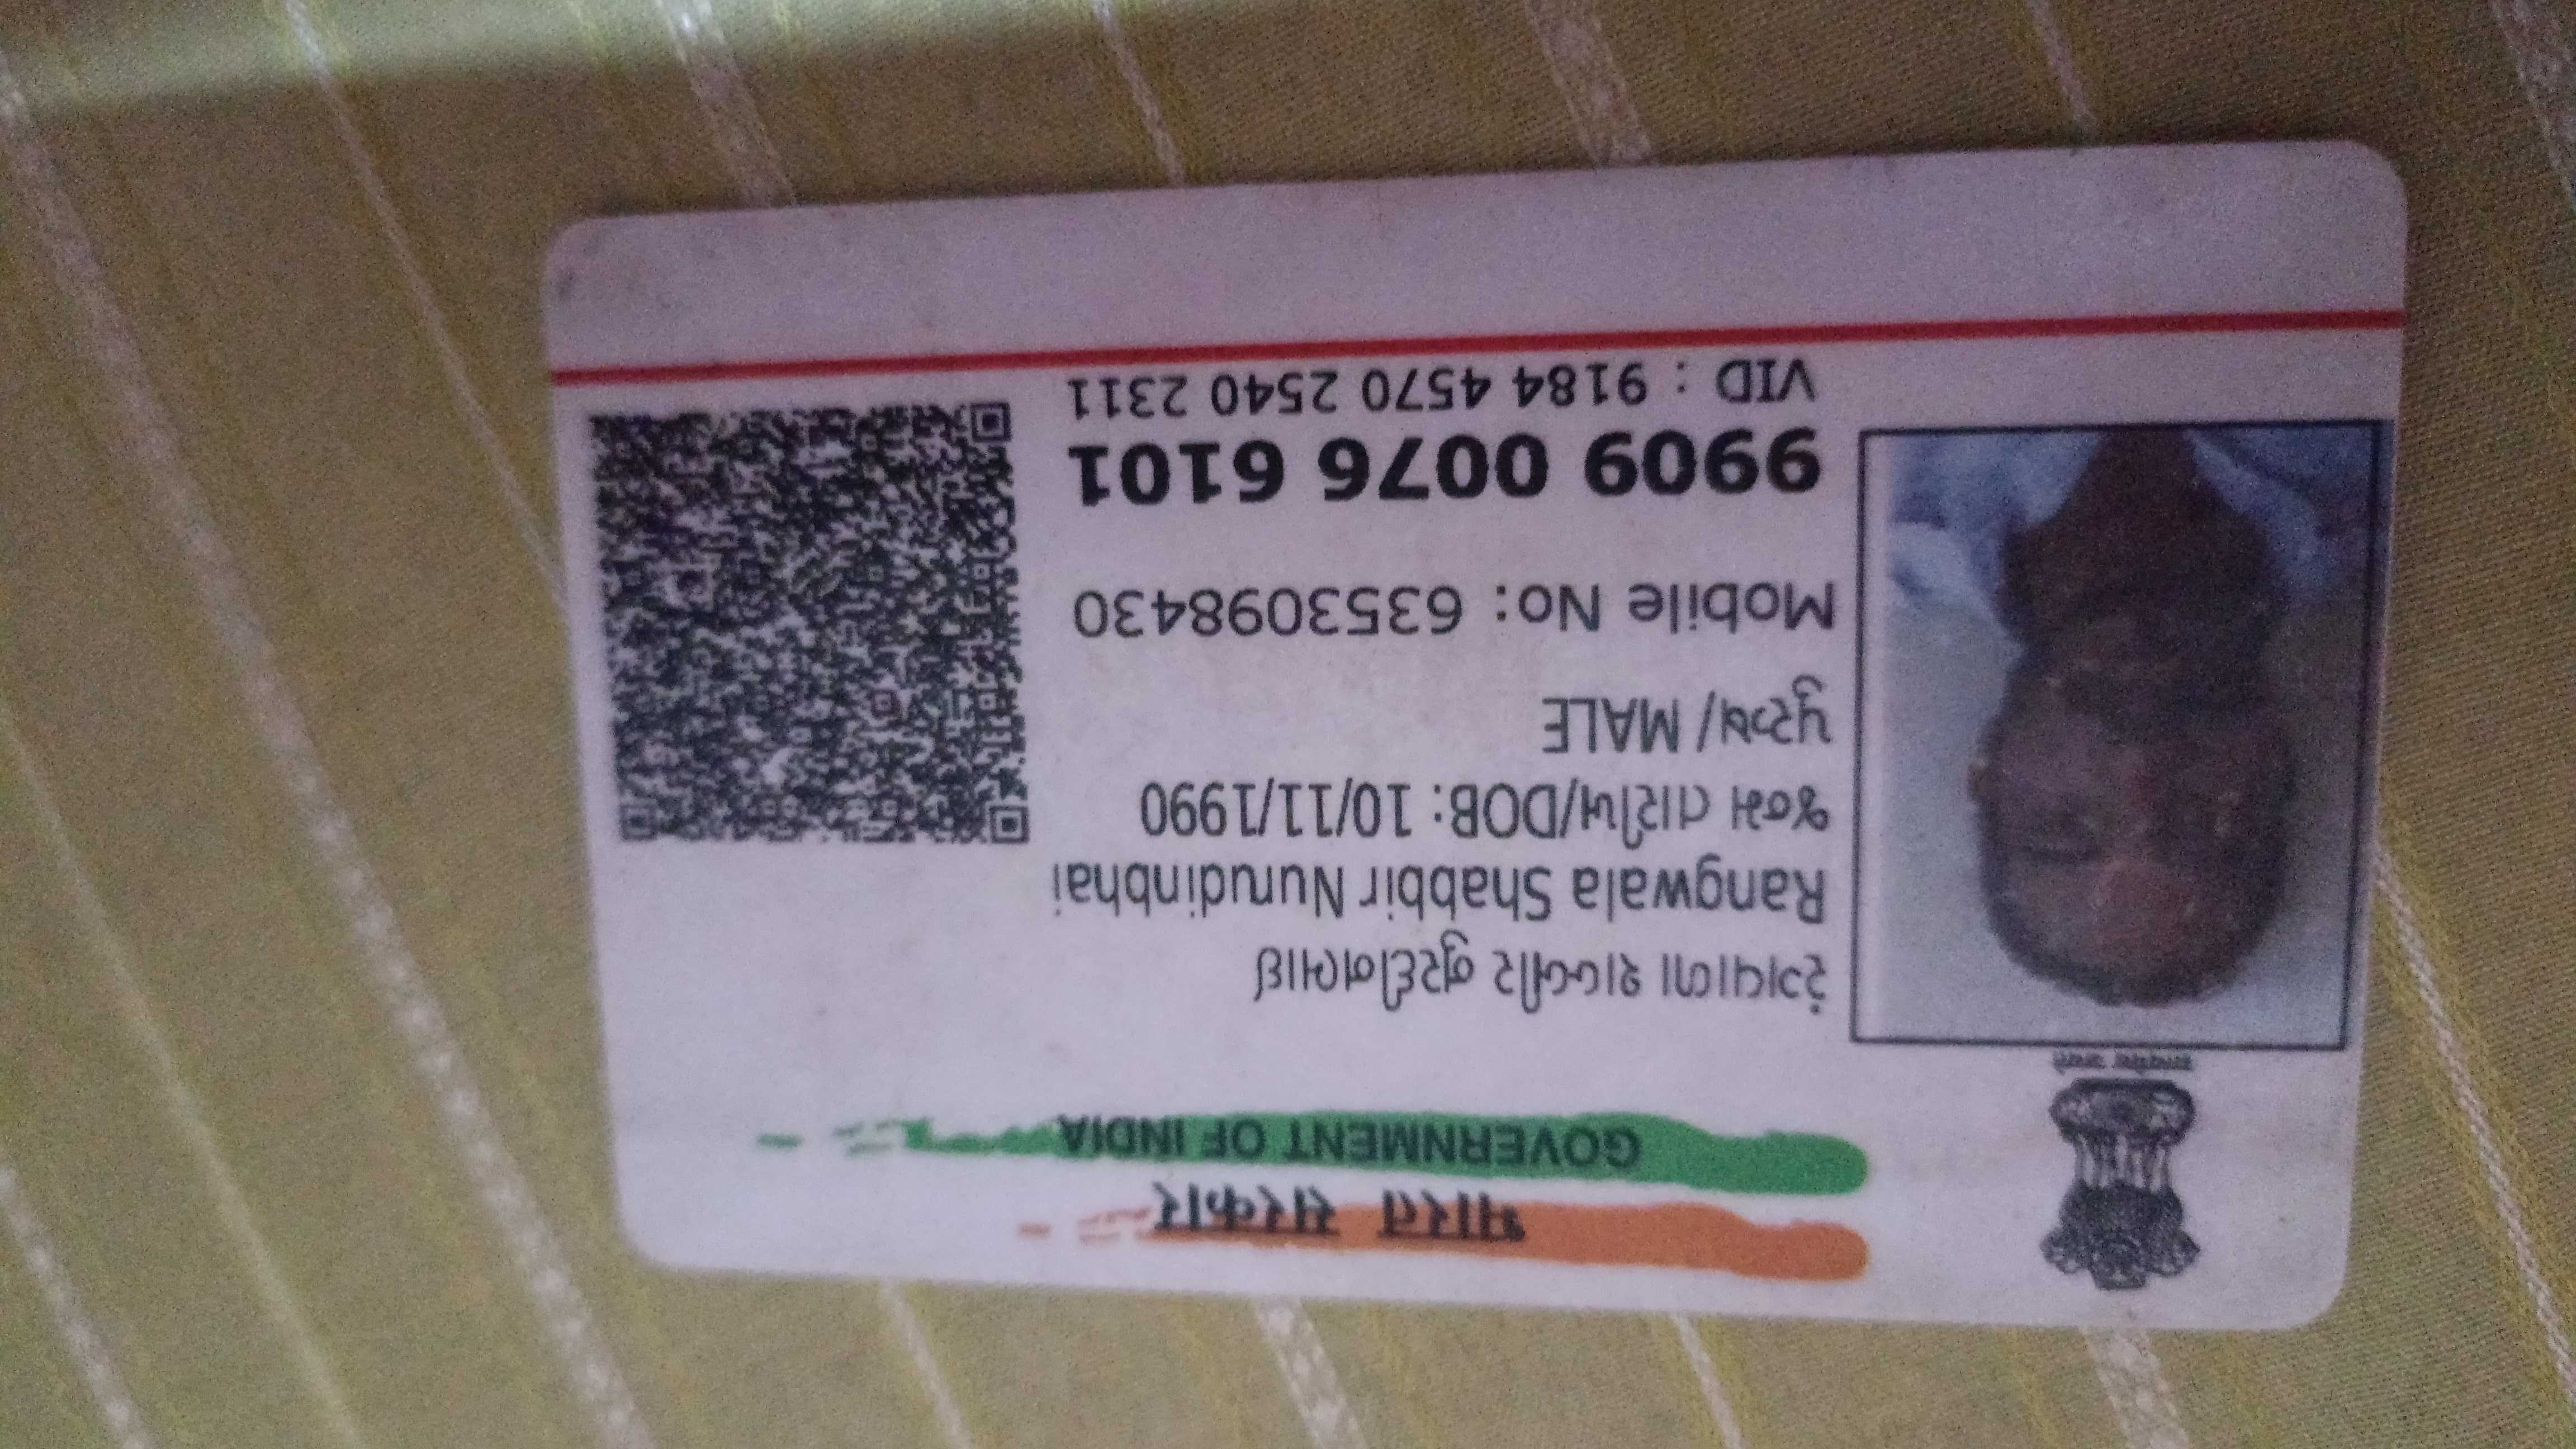 भारत सरकार
GOVERNMENT OF INDIA
રંગવાળા શબ્બીર નુરદીનભાઇ
Rangwala Shabbir Nurudinbhai
જન્મ તારીખ/DOB: 10/11/1990
પુરૂષ/ MALE
Mobile No: 6353098430
9909 0076 6101
VID : 9184 4570 2540 2311